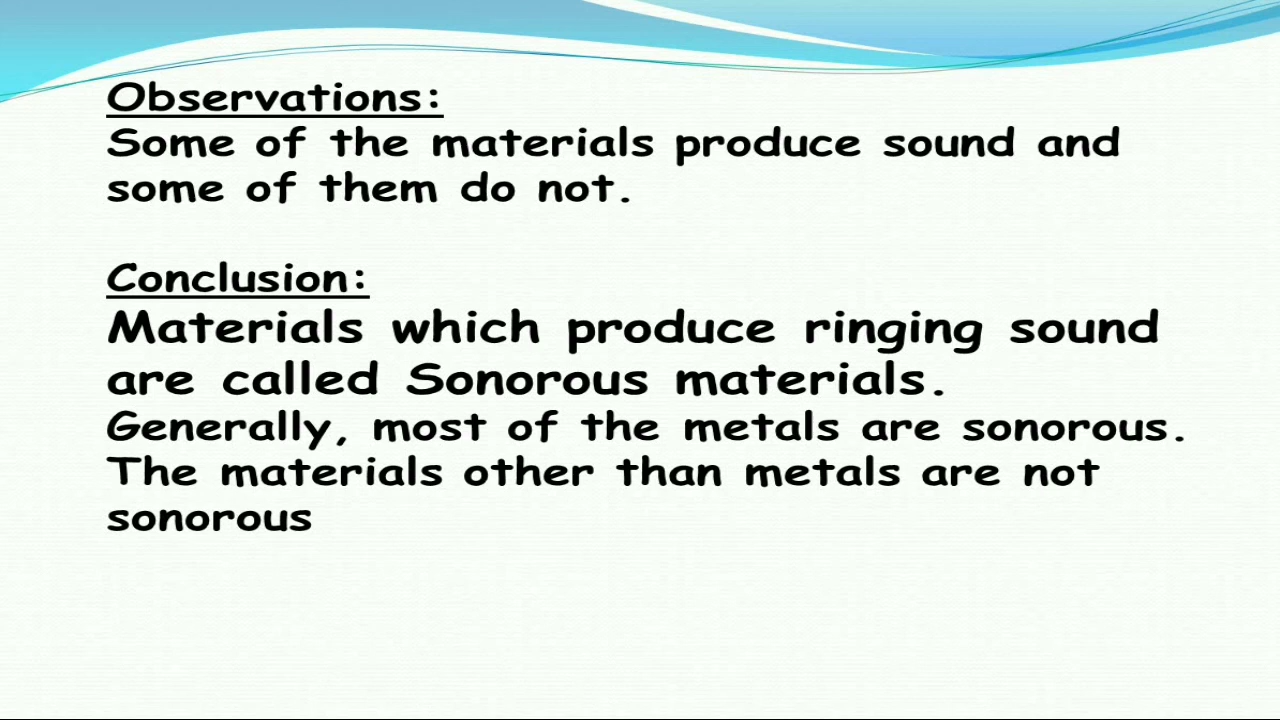 Observations:
Some of the materials produce sound and
some of them do not.
Conclusion:
Materials which produce ringing sound
are called Sonorous materials.
Generally, most of the metals are sonorous.
The materials other than metals are not
sonorous